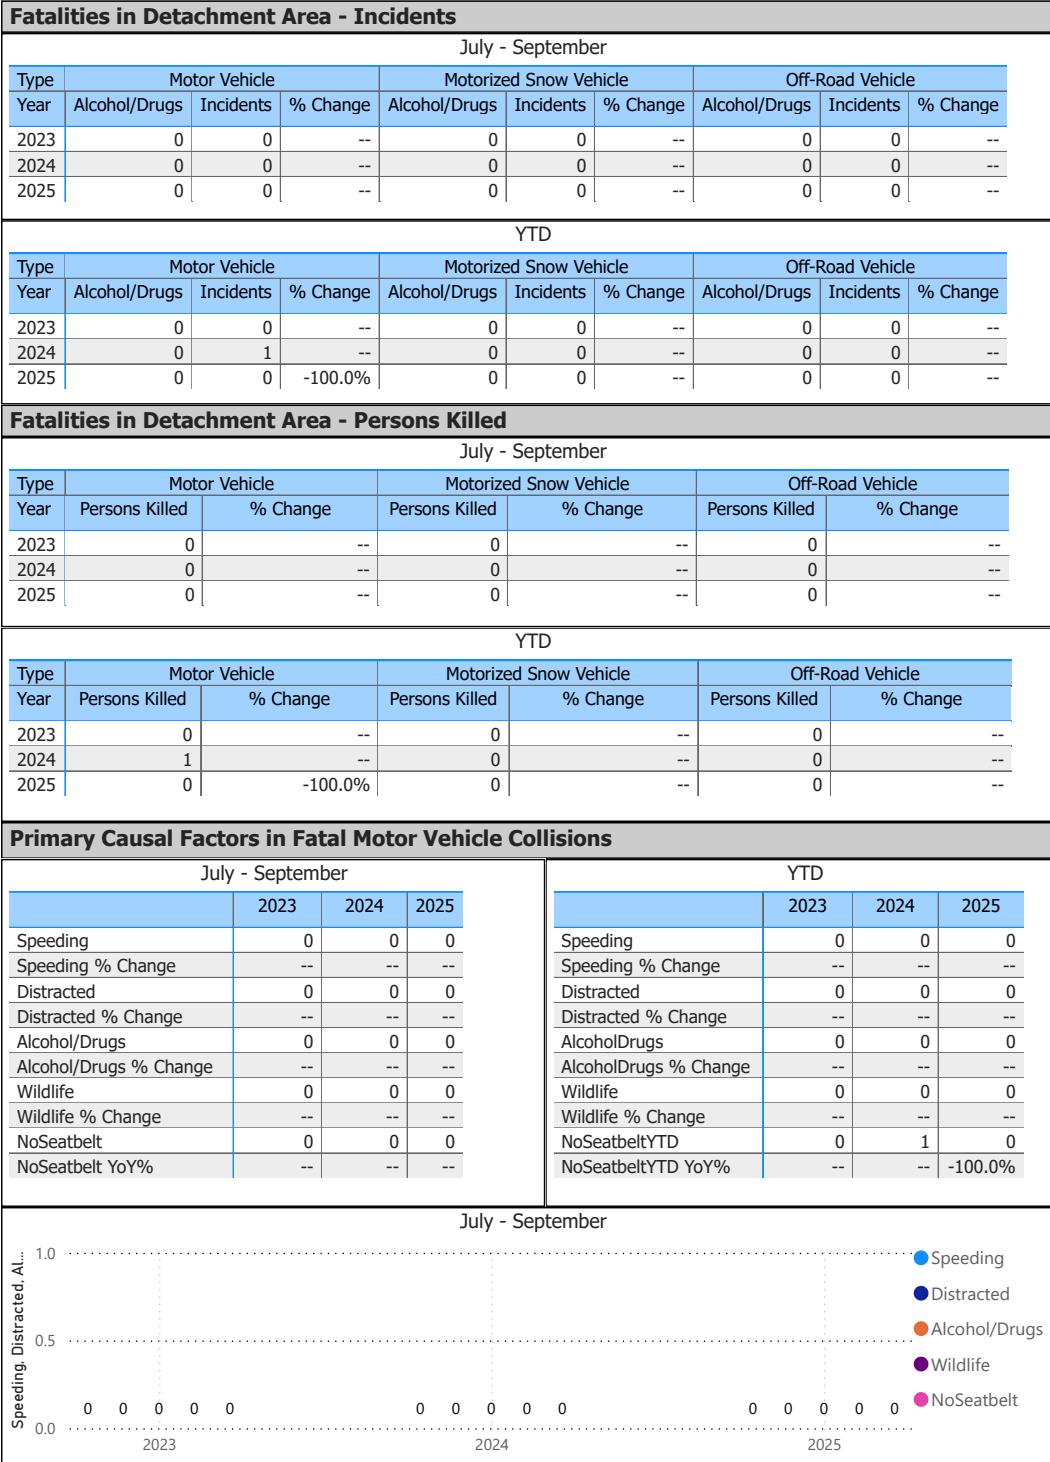 Fatalities in Detachment Area - Incidents
July - September
Type Motor Vehicle Motorized Snow Vehicle Off-Road Vehicle
Year Alcohol/Drugs Incidents % Change Alcohol/Drugs Incidents % Change Alcohol/Drugs Incidents % Change
2023 0 0 -- 0 0 -- 0 0 --
2024 0 0 -- 0 0 -- 0 0 --
2025 0 0 -- 0 0 -- 0 0 --
YTD
Type Motor Vehicle Motorized Snow Vehicle Off-Road Vehicle
Year Alcohol/Drugs Incidents % Change Alcohol/Drugs Incidents % Change Alcohol/Drugs Incidents % Change
2023 0 0 -- 0 0 -- 0 0 --
2024 0 1 -- 0 0 -- 0 0 --
2025 0 0 -100.0% 0 0 -- 0 0 --
Fatalities in Detachment Area - Persons Killed
July - September
Type Motor Vehicle Motorized Snow Vehicle Off-Road Vehicle
Year Persons Killed % Change Persons Killed % Change Persons Killed % Change
2023 0 -- 0 -- 0 --
2024 0 -- 0 -- 0 --
2025 0 -- 0 -- 0 --
YTD
Type Motor Vehicle Motorized Snow Vehicle Off-Road Vehicle
Year Persons Killed % Change Persons Killed % Change Persons Killed % Change
2023 0 -- 0 -- 0 --
2024 1 -- 0 -- 0 --
2025 0 -100.0% 0 -- 0 --
Primary Causal Factors in Fatal Motor Vehicle Collisions
July - September
2023 2024 2025
Speeding 0 0 0
Speeding % Change -- -- --
Distracted 0 0 0
Distracted % Change -- -- --
Alcohol/Drugs 0 0 0
Alcohol/Drugs % Change -- -- --
Wildlife 0 0 0
Wildlife % Change -- -- --
NoSeatbelt 0 0 0
NoSeatbelt YoY% -- -- --
YTD
2023 2024 2025
Speeding 0 0 0
Speeding % Change -- -- --
Distracted 0 0 0
Distracted % Change -- -- --
AlcoholDrugs 0 0 0
AlcoholDrugs % Change -- -- --
Wildlife 0 0 0
Wildlife % Change -- -- --
NoSeatbeltYTD 0 1 0
NoSeatbeltYTD YoY% -- -- -100.0%
July - September
Speeding, Distracted, Al...
1.0
0.5
0.0
0 0 0 0 0 0 0 0 0 0 0 0 0 0 0
2023 2024 2025
Speeding
Distracted
Alcohol/Drugs
Wildlife
NoSeatbelt